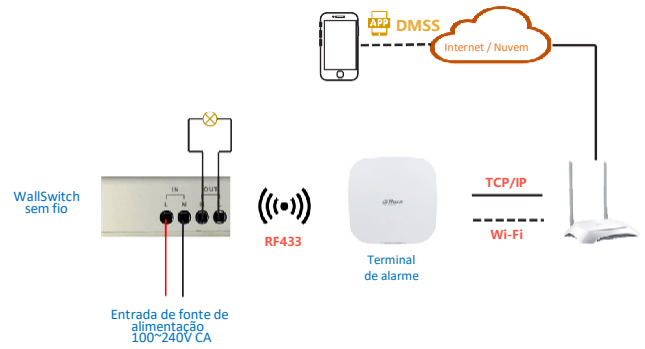 APP DMSS
Internet / Nuvem
IN OUT
L N N L
WallSwitch
sem fio
RF433
alhua
Terminal
de alarme
TCP/IP
Wi-Fi
Entrada de fonte de
alimentação
100~240V CA